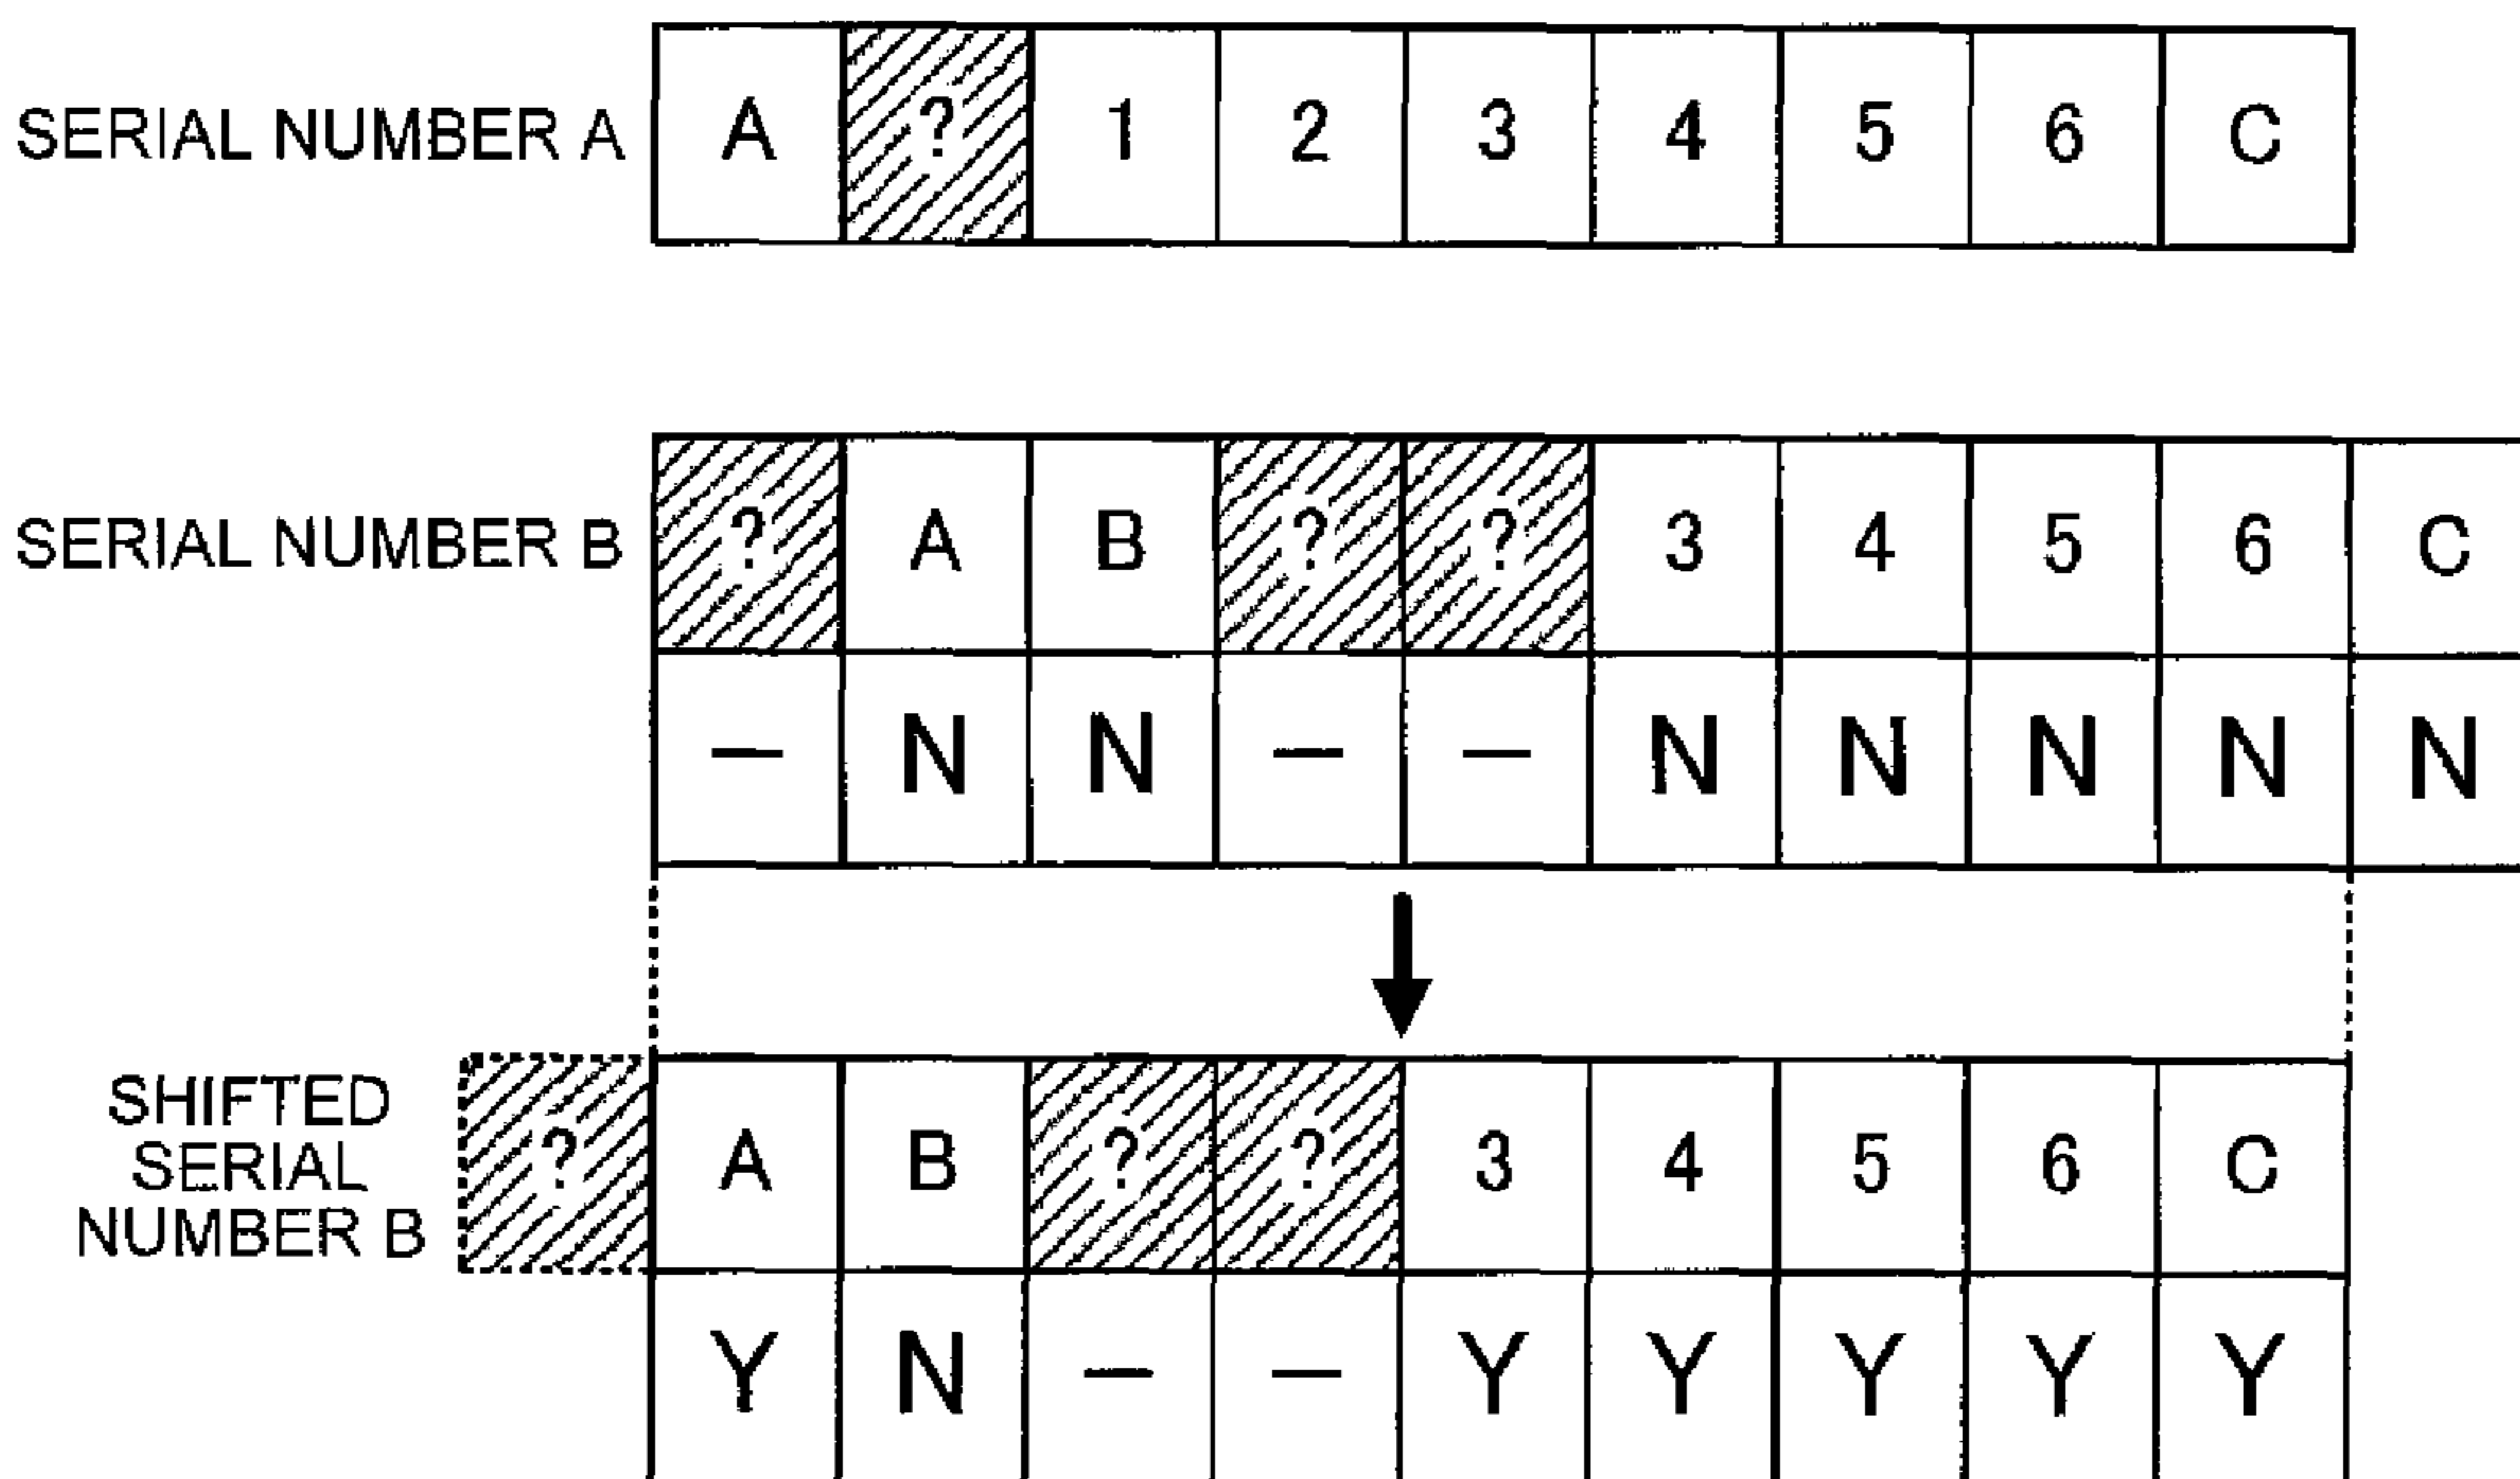 SERIAL NUMBER A A ? 1 2 3 4 5 6 C
SERIAL NUMBER B ? A B ? ? 3 4 5 6 C
— N N — — N N N N N
SHIFTED
SERIAL
NUMBER B
? A B ? ? 3 4 5 6 C
Y N — — Y Y Y Y Y